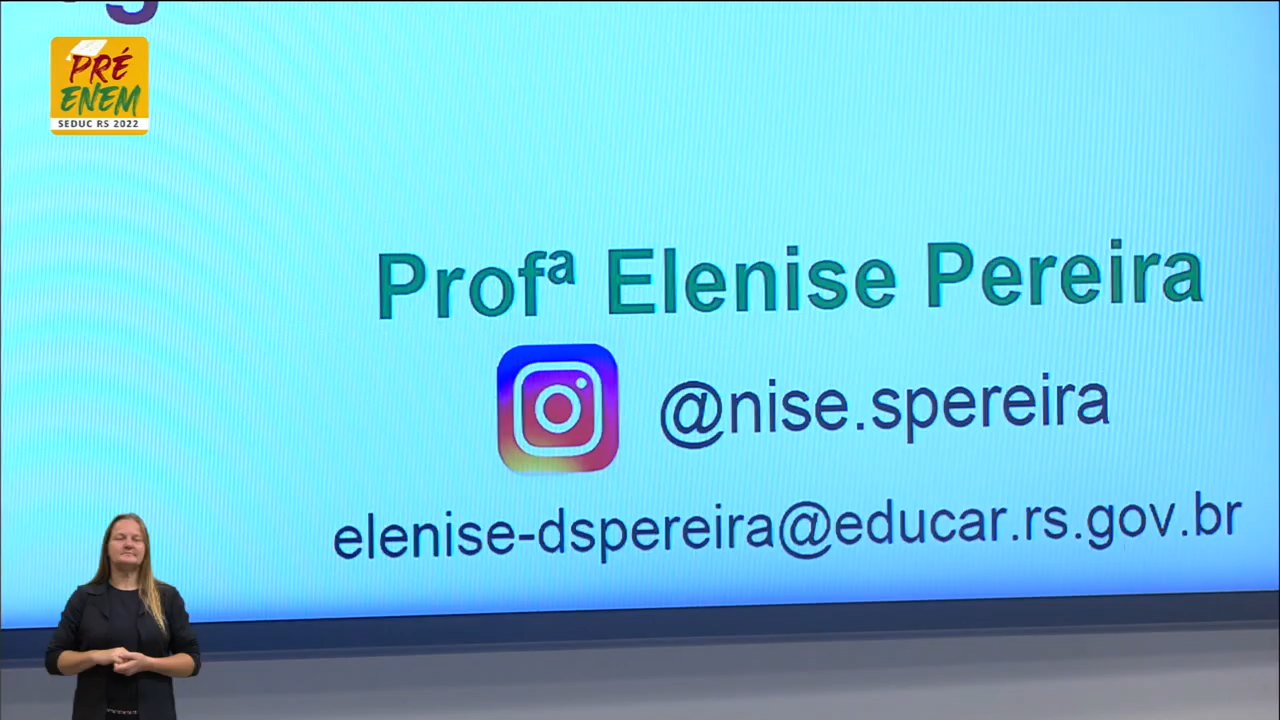 PRÉ
ENEM
SEDUC RS 2022
Profª Elenise Pereira
@nise.spereira
elenise-dspereira@educar.rs.gov.br